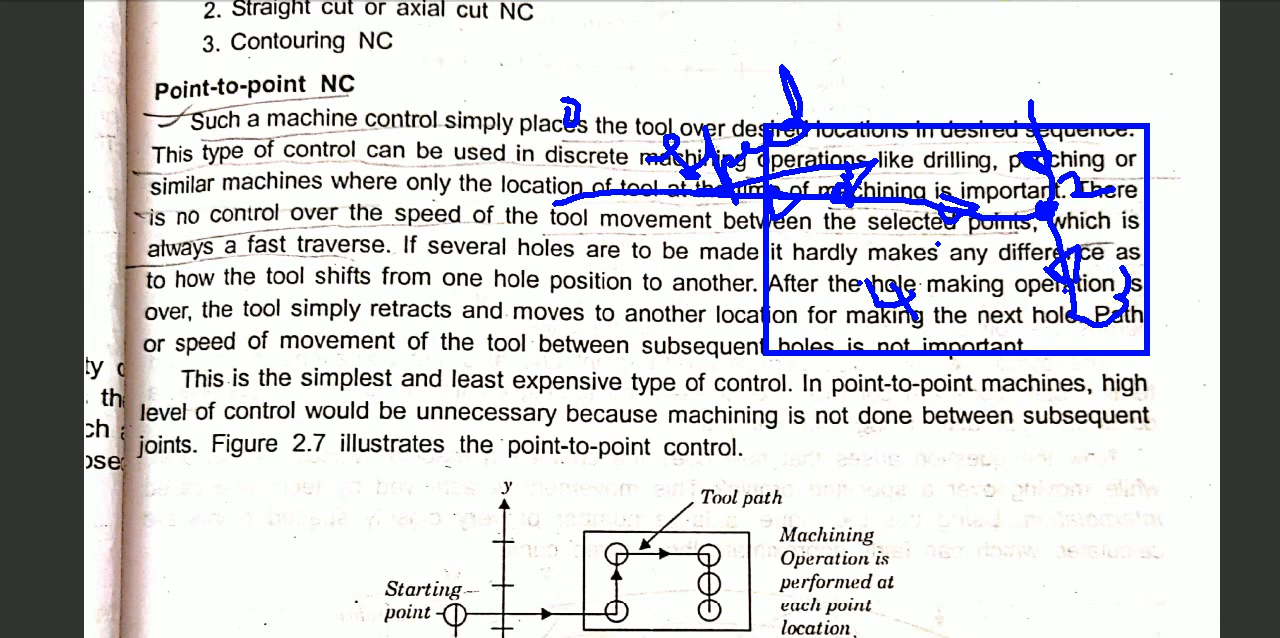 2. Straight cut or axial cut NC
3. Contouring NC
Point-to-point NC
Such a machine control simply places the tool over desired locations in desired sequence.
This type of control can be used in discrete machining operations like drilling, punching or
similar machines where only the location of tool at the time of machining is important. There
is no control over the speed of the tool movement between the selected points, which is
always a fast traverse. If several holes are to be made it hardly makes any difference as
to how the tool shifts from one hole position to another. After the hole making operation is
over, the tool simply retracts and moves to another location for making the next hole. Path
or speed of movement of the tool between subsequent holes is not important
This is the simplest and least expensive type of control. In point-to-point machines, high
level of control would be unnecessary because machining is not done between subsequent
joints. Figure 2.7 illustrates the point-to-point control.
y
Tool path
Machining
Operation is
performed at
each point
location
Starting
point
4
3
ty
th
ch